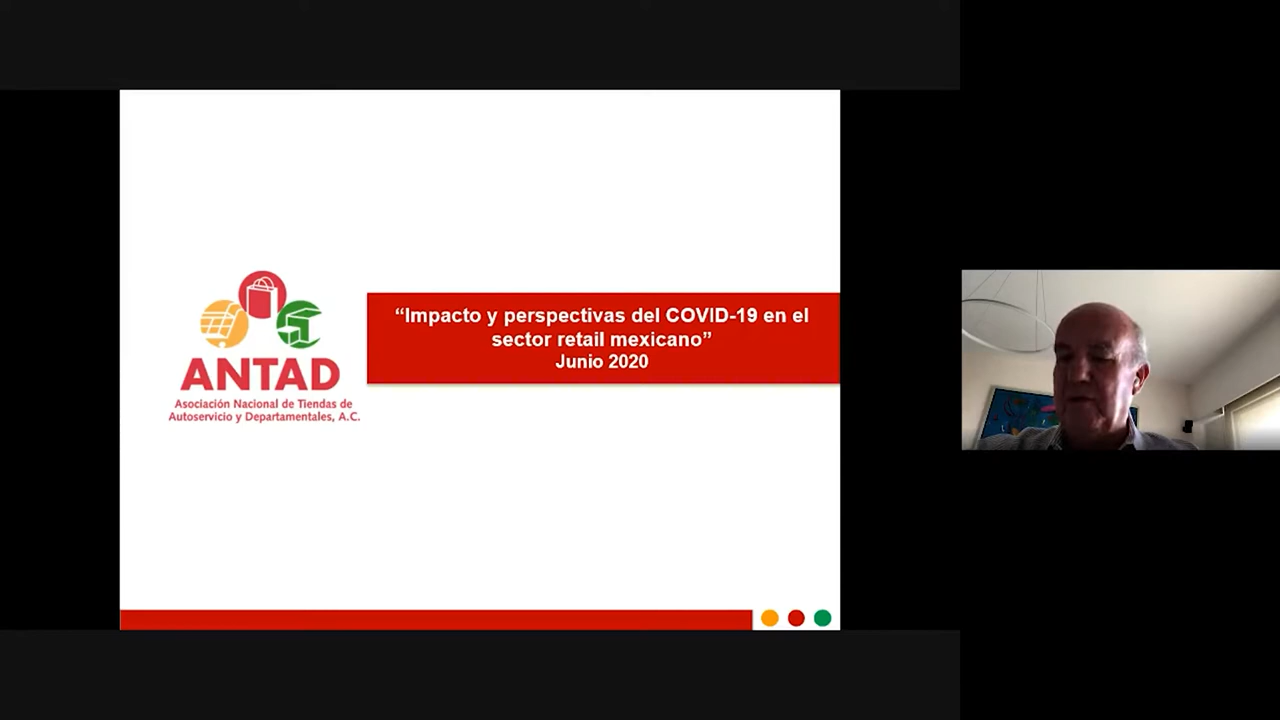 ANTAD
Asociación Nacional de Tiendas de
Autoservicio y Departamentales, A.C.
“Impacto y perspectivas del COVID-19 en el
sector retail mexicano”
Junio 2020